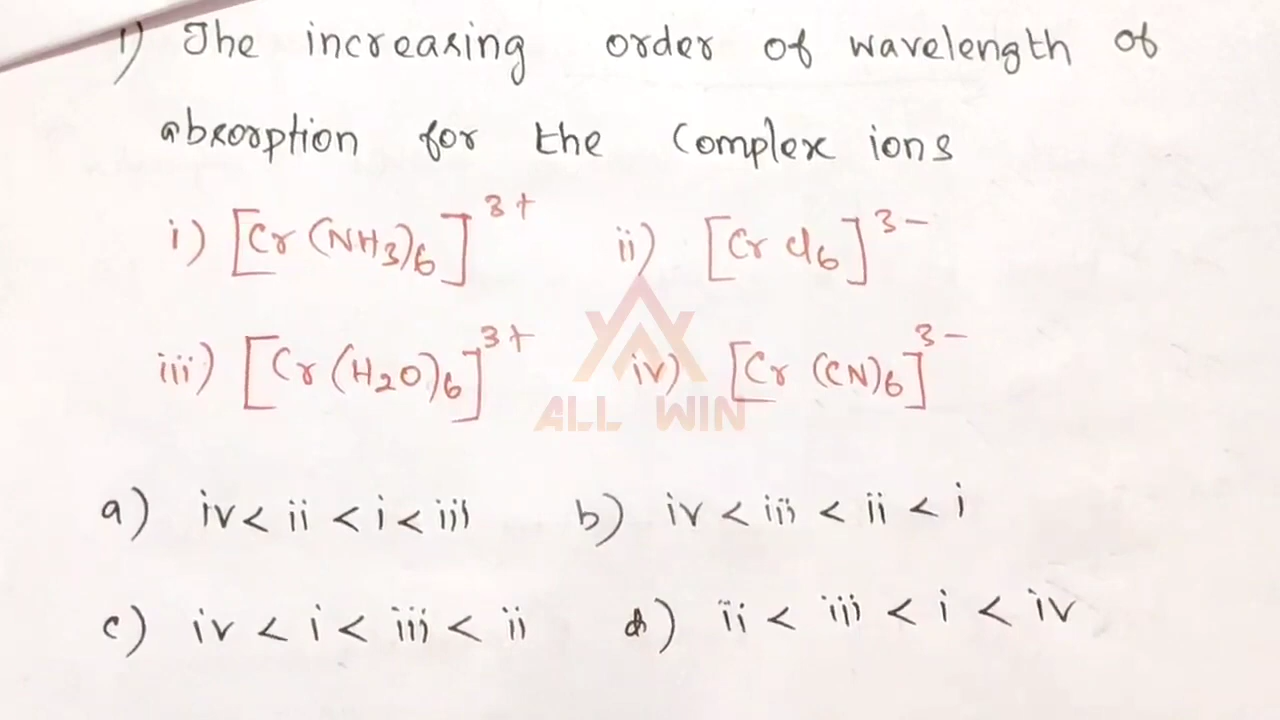 1) The increasing order of wavelength of
absorption for the complex ions
i) [Cr(NH3)6]3+ ii) [CrCl6]3-
iii) [Cr(H2O)6]3+ iv) [Cr(CN)6]3-
ALL WIN
a) iv < ii < i < iii b) iv < iii < ii < i
c) iv < i < iii < ii d) ii < iii < i < iv